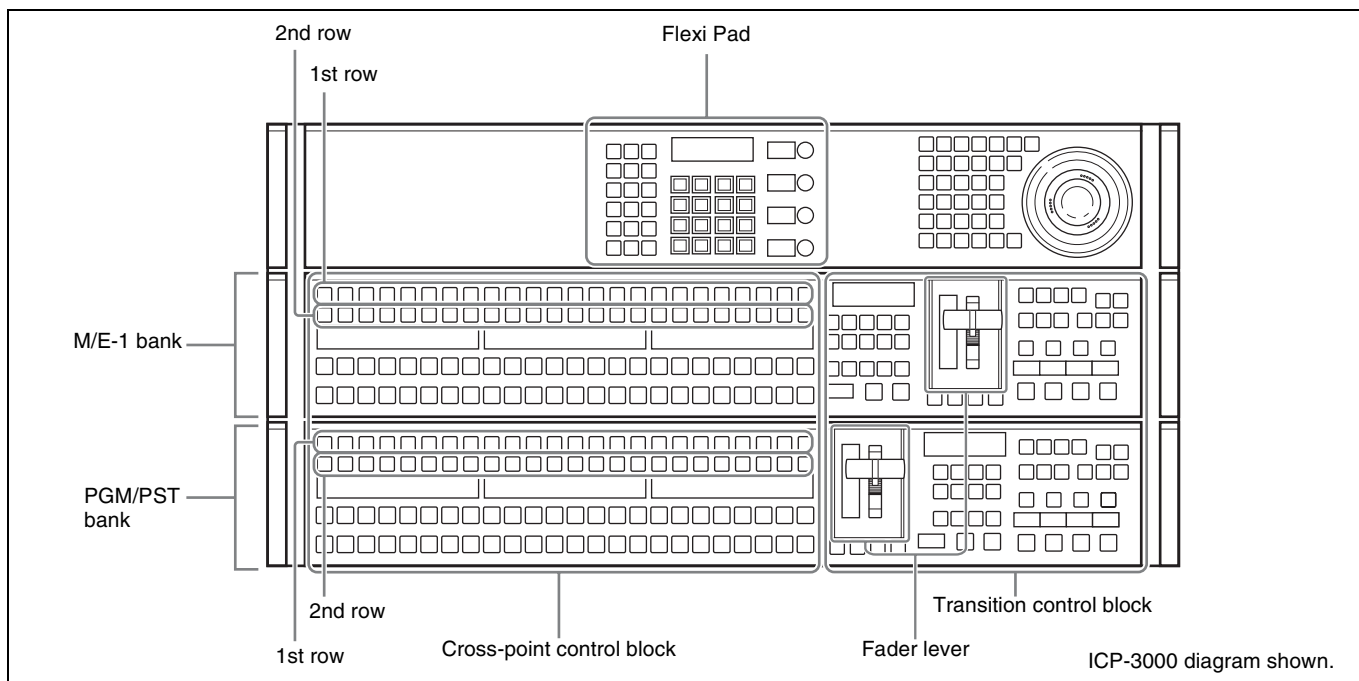 2nd row
Flexi Pad
1st row
M/E-1 bank
PGM/PST
bank
2nd row
Transition control block
1st row
Cross-point control block
Fader lever
ICP-3000 diagram shown.